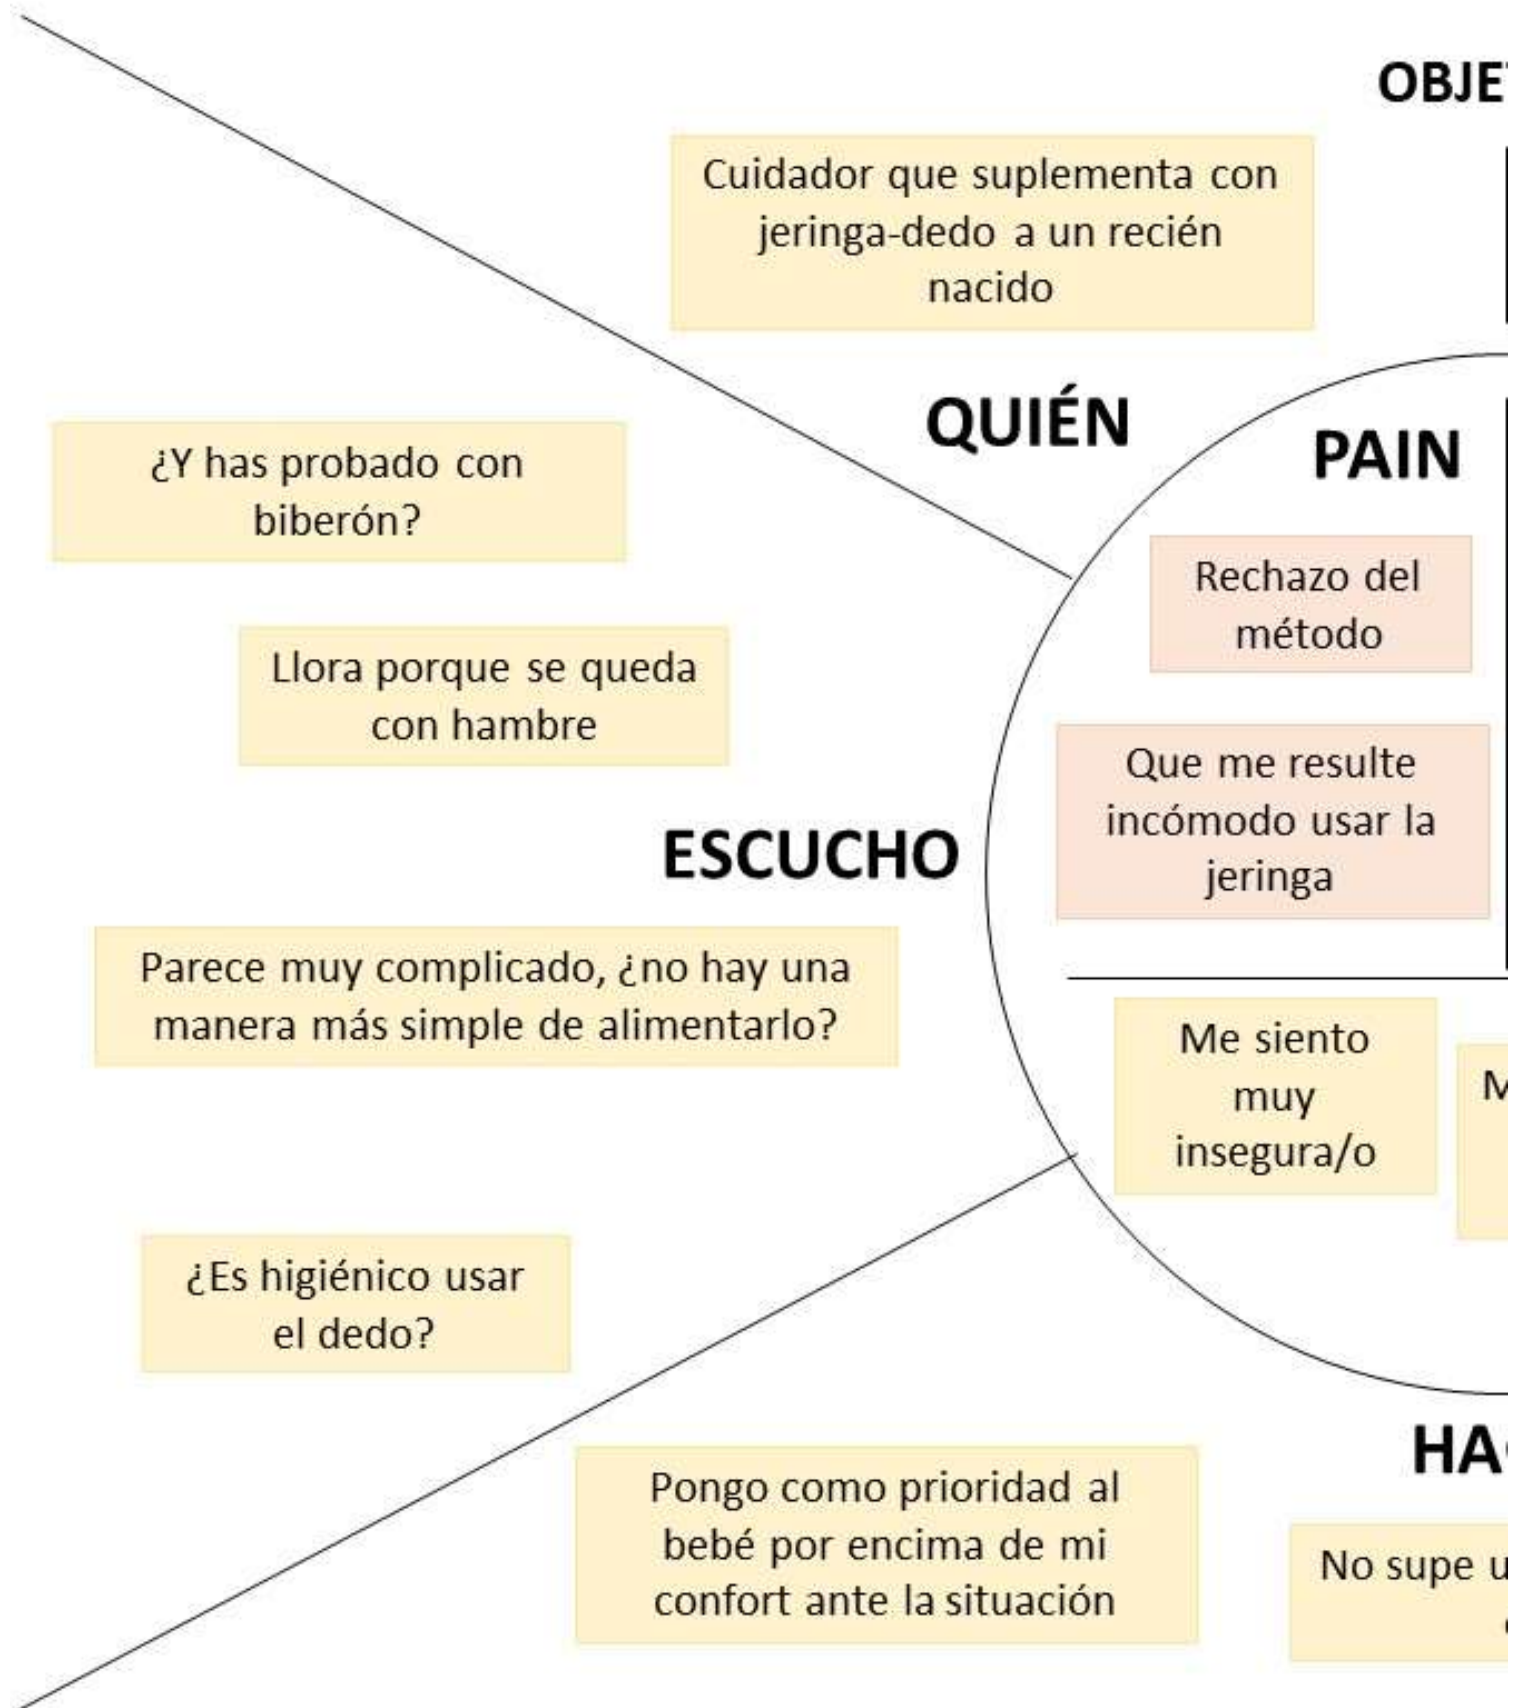 OBJE
Cuidador que suplementa con
jeringa-dedo a un recién
nacido
QUIÉN
PAIN
¿Y has probado con
biberón?
Rechazo del
método
Llora porque se queda
con hambre
Que me resulte
incómodo usar la
jeringa
ESCUCHO
Parece muy complicado, ¿no hay una
manera más simple de alimentarlo?
Me siento
muy
insegura/o
¿Es higiénico usar
el dedo?
HA
Pongo como prioridad al
bebé por encima de mi
confort ante la situación
No supe u